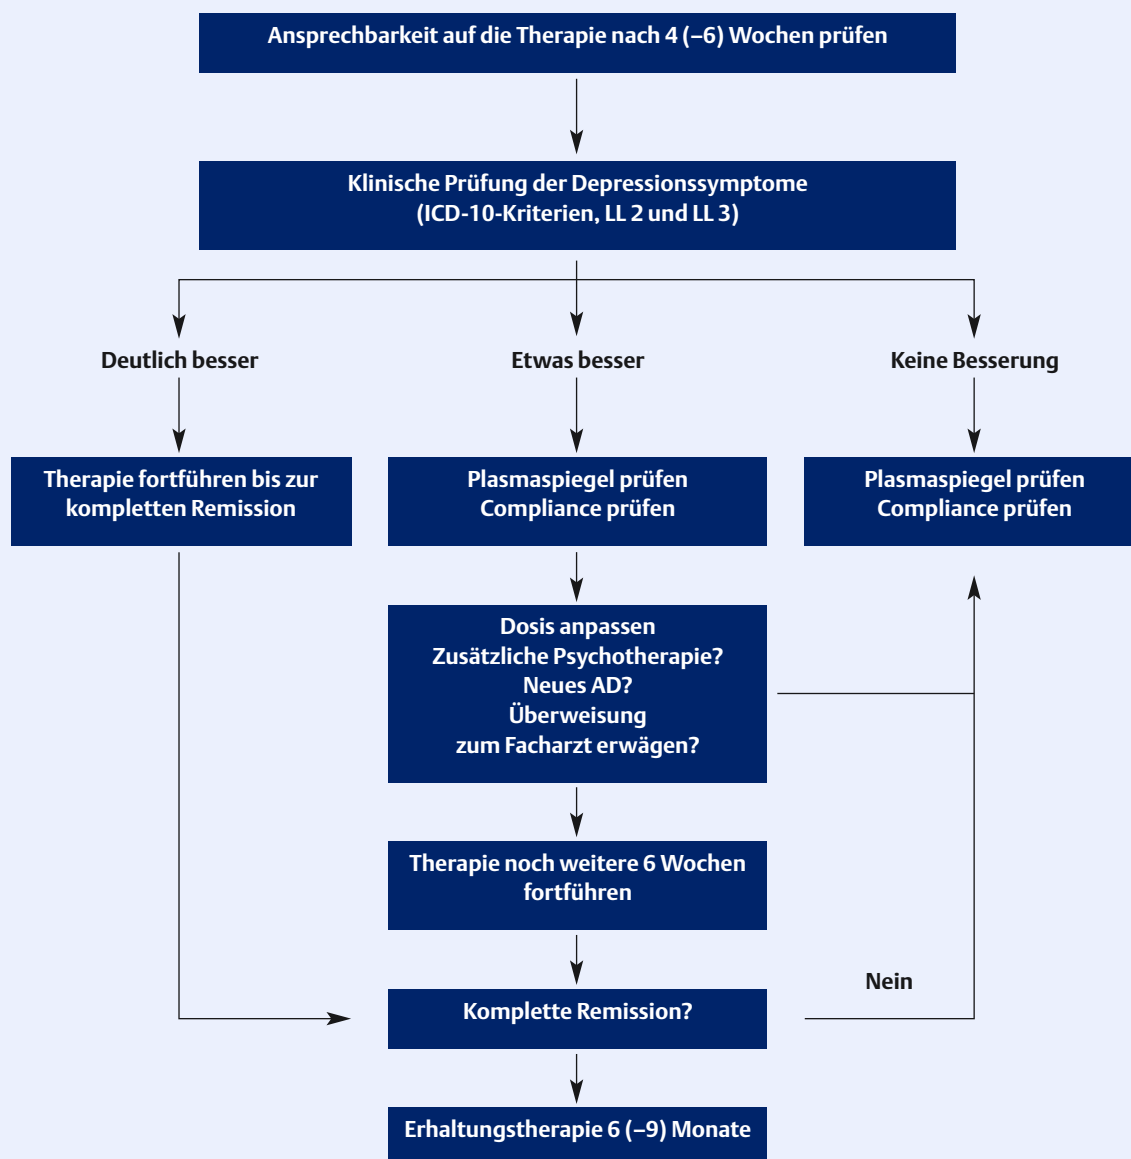 Ansprechbarkeit auf die Therapie nach 4 (–6) Wochen prüfen
Klinische Prüfung der Depressionssymptome
(ICD-10-Kriterien, LL 2 und LL 3)
Deutlich besser
Etwas besser
Keine Besserung
Therapie fortführen bis zur
kompletten Remission
Plasmaspiegel prüfen
Compliance prüfen
Plasmaspiegel prüfen
Compliance prüfen
Dosis anpassen
Zusätzliche Psychotherapie?
Neues AD?
Überweisung
zum Facharzt erwägen?
Therapie noch weitere 6 Wochen
fortführen
Nein
Komplette Remission?
Erhaltungstherapie 6 (–9) Monate